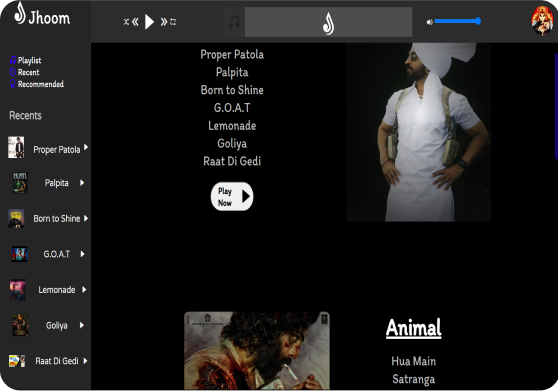 Jhoom
Playlist
Recent
Recommended
Recents
Proper Patola
Palpita
Born to Shine
G.O.A.T
Lemonade
Goliya
Raat Di Gedi
Proper Patola
Palpita
Born to Shine
G.O.A.T
Lemonade
Goliya
Raat Di Gedi
Play
Now
Animal
Hua Main
Satranga